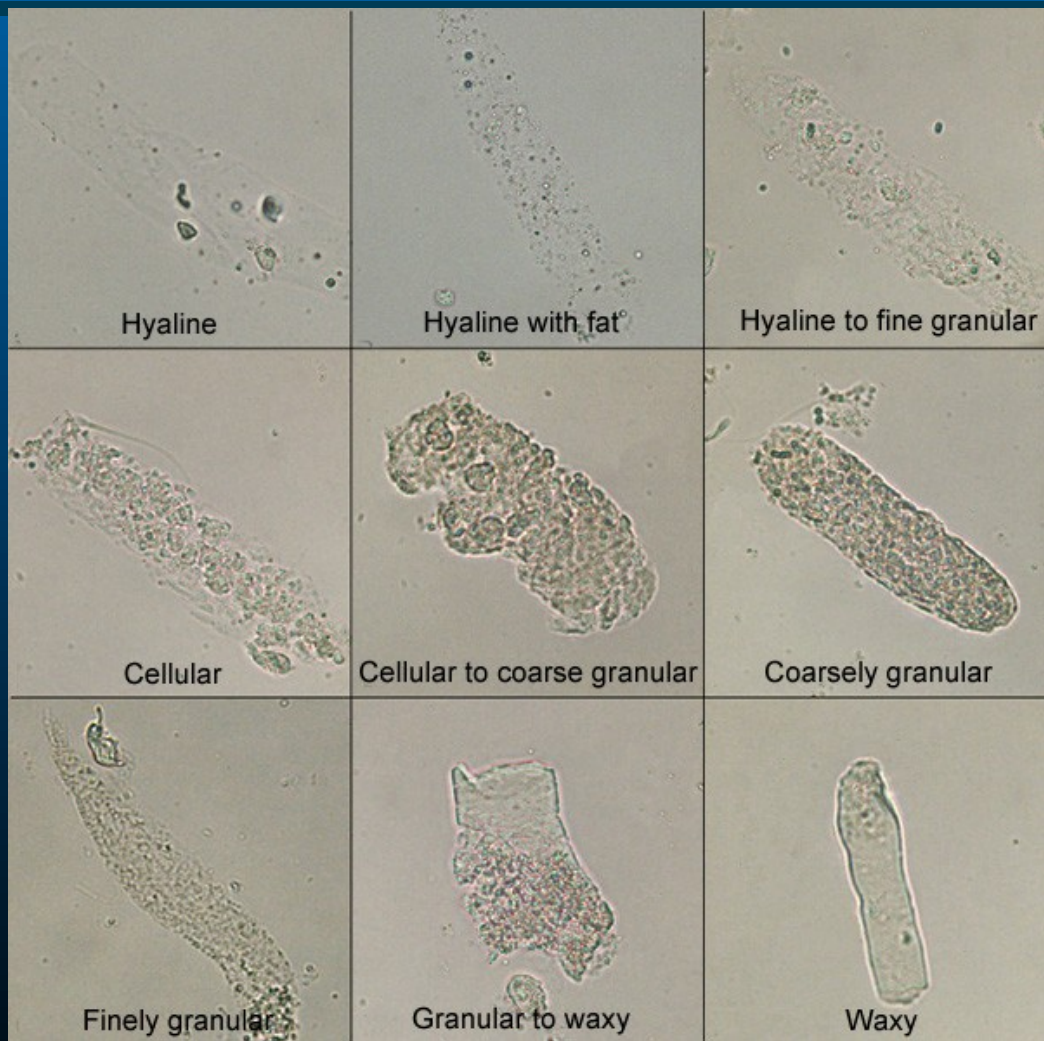 Hyaline
Hyaline with fat
Hyaline to fine granular
Cellular
Cellular to coarse granular
Coarsely granular
Finely granular
Granular to waxy
Waxy